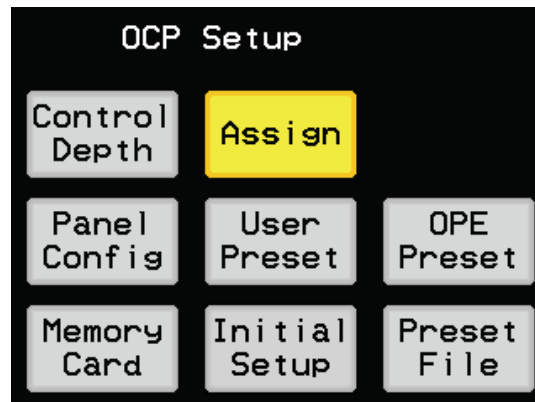 OCP Setup
Control
Depth
Assign
Panel
Config
User
Preset
OPE
Preset
Memory
Card
Initial
Setup
Preset
File